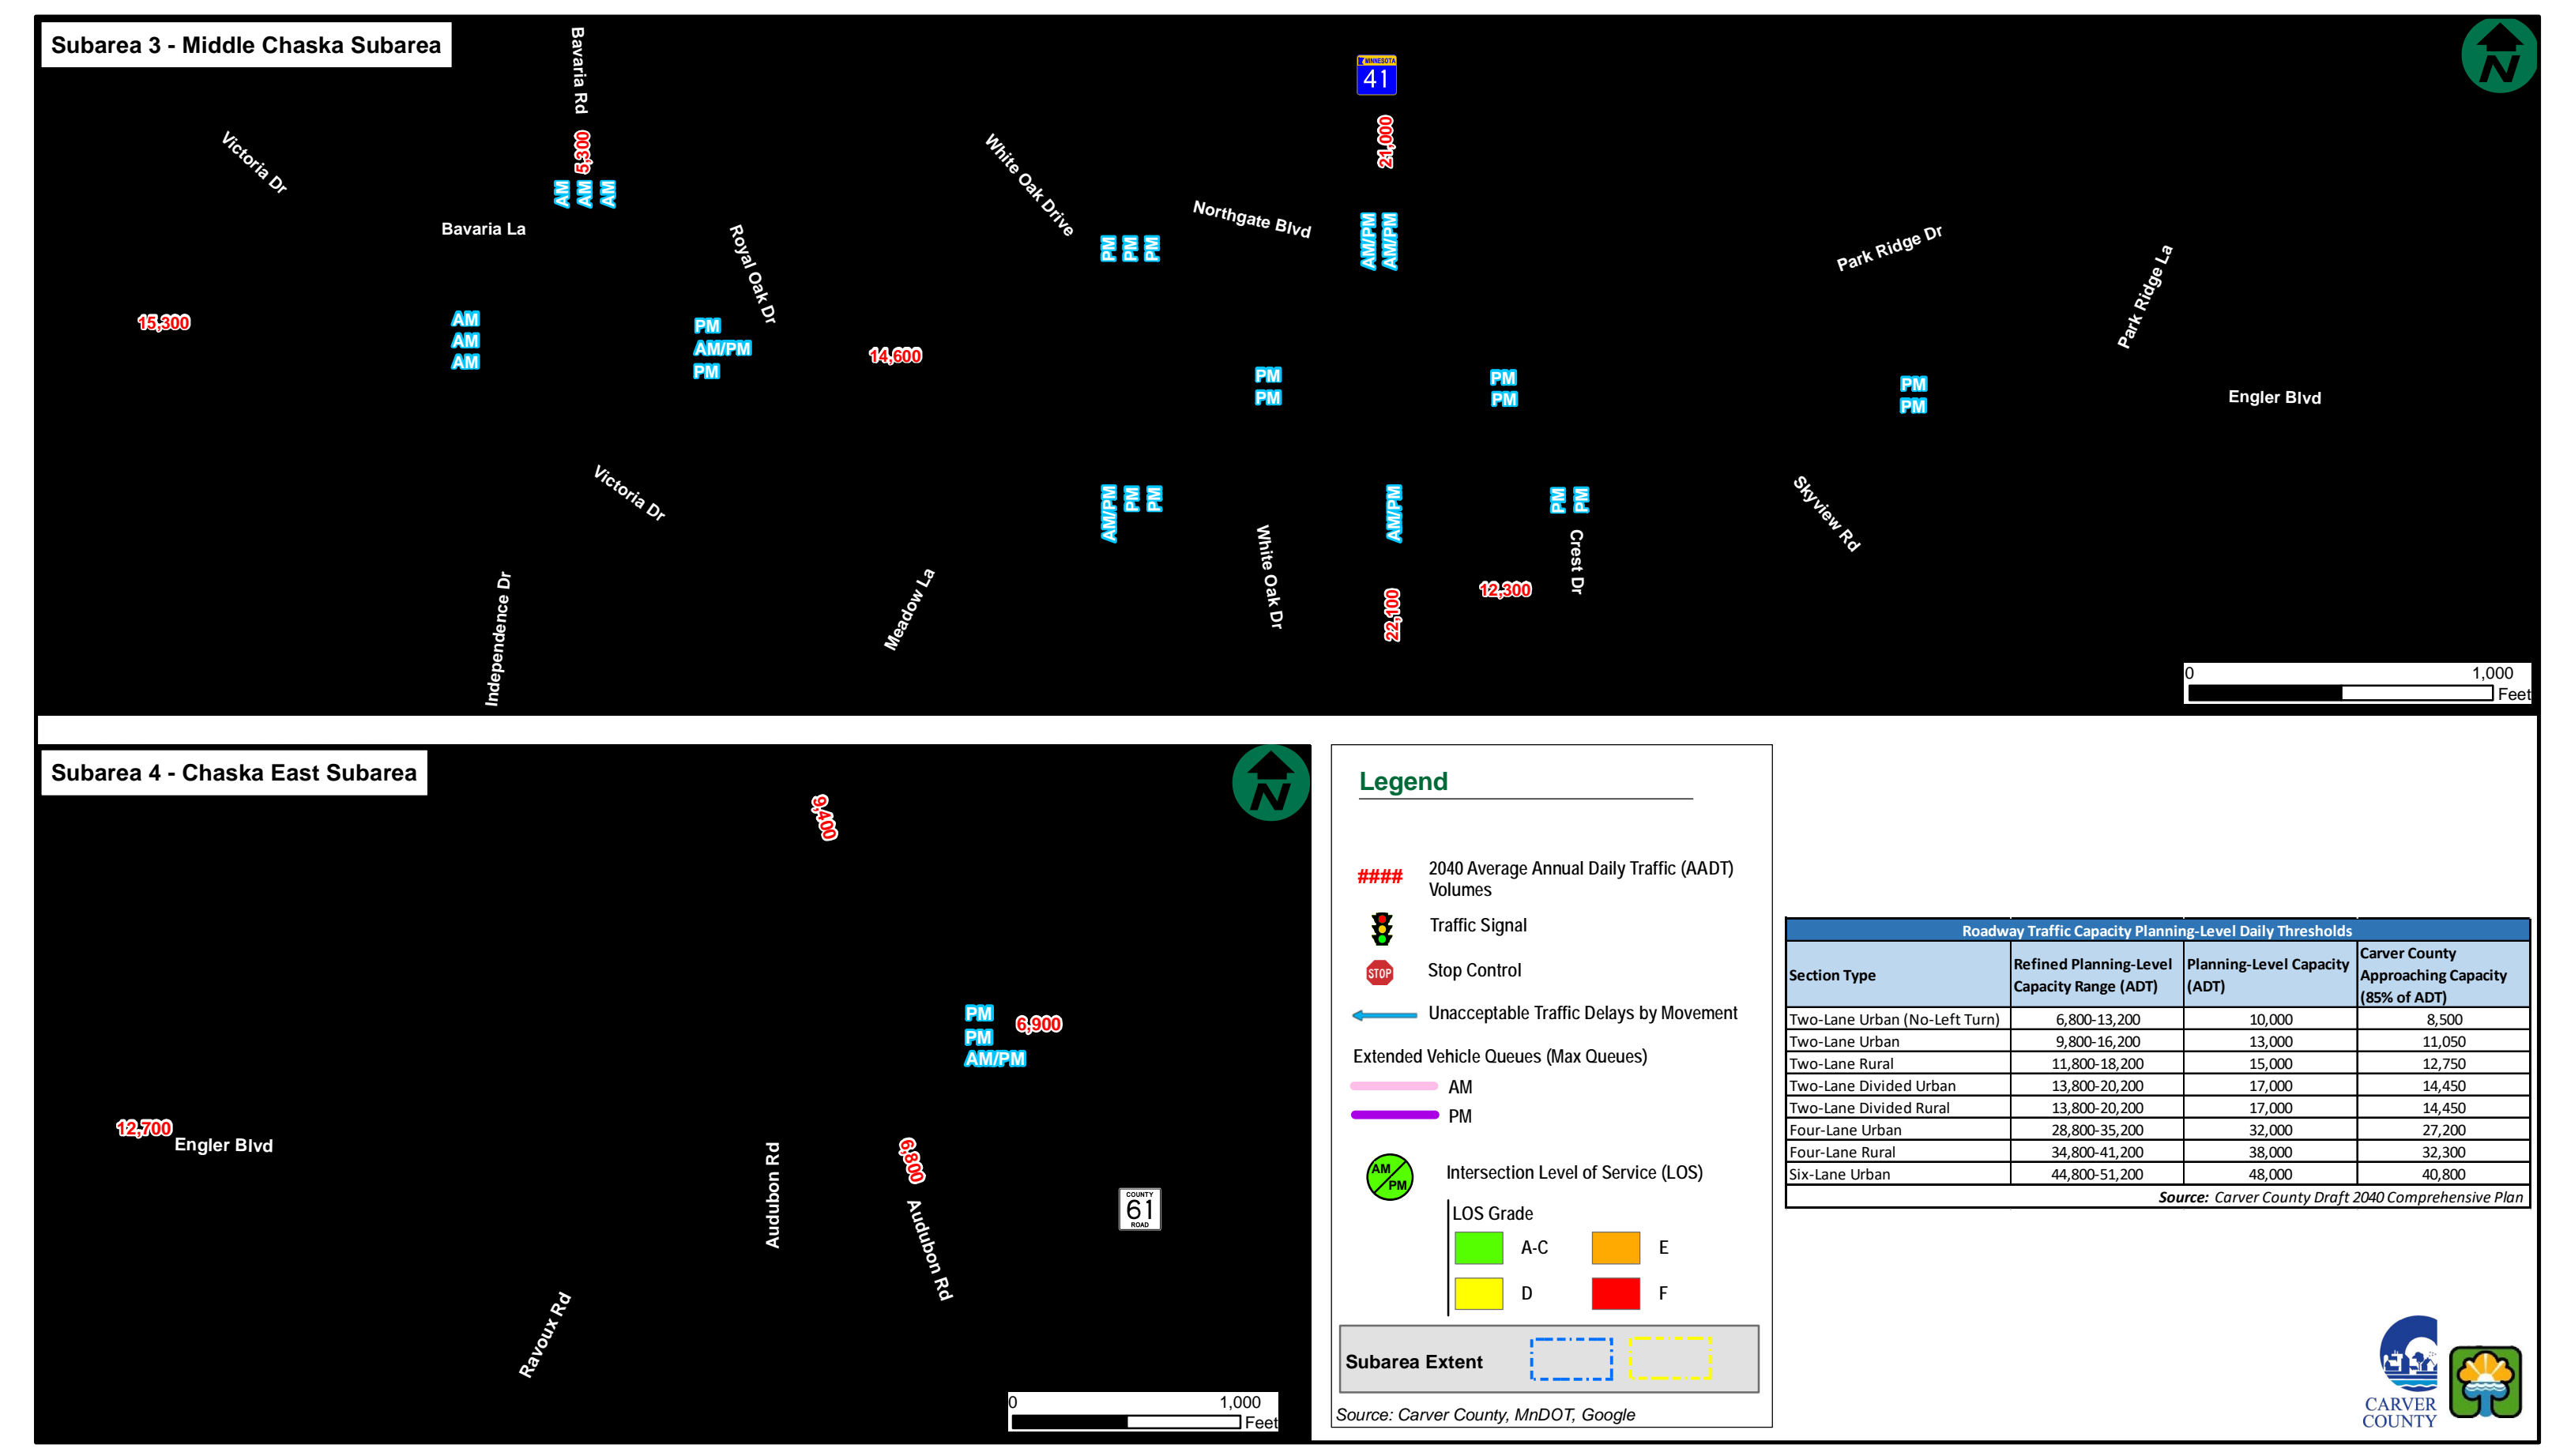 Subarea 3 - Middle Chaska Subarea
Bavaria Rd
MINNESOTA
41
N
Victoria Dr
5,300
AM
AM
AM
White Oak Drive
21,000
Bavaria La
Royal Oak Dr
Northgate Blvd
PM
PM
PM
AM/PM
AM/PM
Park Ridge Dr
Park Ridge La
15,300
AM
AM
AM
PM
AM/PM
PM
14,600
PM
PM
PM
PM
PM
PM
Engler Blvd
Victoria Dr
AM/PM
PM
PM
AM/PM
PM
PM
Skyview Rd
Independence Dr
Meadow La
White Oak Dr
22,100
12,300
Crest Dr
0 1,000
Feet
Subarea 4 - Chaska East Subarea
N
9,400
PM
PM
AM/PM
6,900
12,700
Engler Blvd
Audubon Rd
6,800
Audubon Rd
COUNTY
61
ROAD
Ravoux Rd
0 1,000
Feet
Legend
#### 2040 Average Annual Daily Traffic (AADT)
Volumes
Traffic Signal
STOP Stop Control
Unacceptable Traffic Delays by Movement
Extended Vehicle Queues (Max Queues)
AM
PM
AM/PM Intersection Level of Service (LOS)
LOS Grade
A-C E
D F
Subarea Extent
Source: Carver County, MnDOT, Google
Roadway Traffic Capacity Planning-Level Daily Thresholds
Section Type | Refined Planning-Level Capacity Range (ADT) | Planning-Level Capacity (ADT) | Carver County Approaching Capacity (85% of ADT)
Two-Lane Urban (No-Left Turn) 6,800-13,200 10,000 8,500
Two-Lane Urban 9,800-16,200 13,000 11,050
Two-Lane Rural 11,800-18,200 15,000 12,750
Two-Lane Divided Urban 13,800-20,200 17,000 14,450
Two-Lane Divided Rural 13,800-20,200 17,000 14,450
Four-Lane Urban 28,800-35,200 32,000 27,200
Four-Lane Rural 34,800-41,200 38,000 32,300
Six-Lane Urban 44,800-51,200 48,000 40,800
Source: Carver County Draft 2040 Comprehensive Plan
CARVER
COUNTY